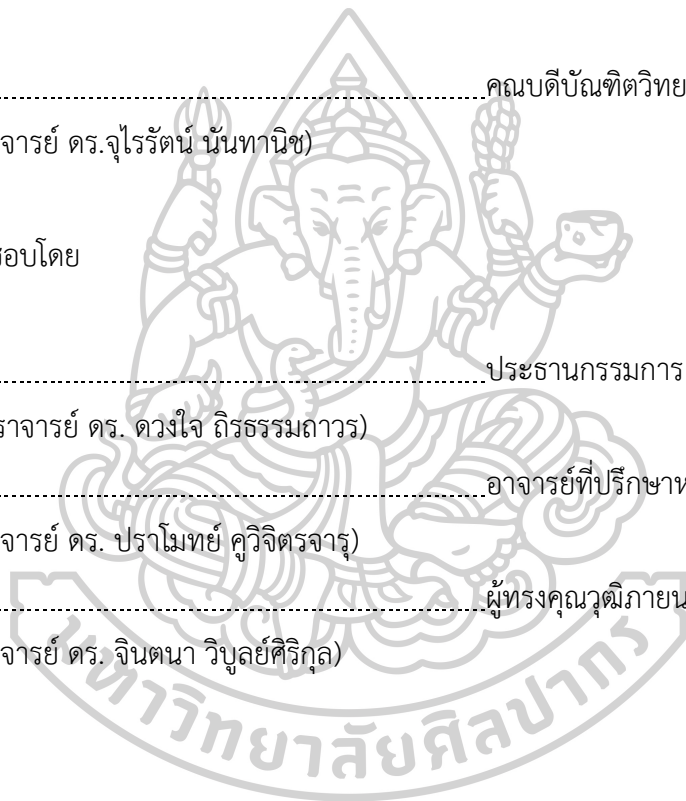 คณบดีบัณฑิตวิทย
จารย์ ดร.จุไรรัตน์ นันทานิช)
อบโดย
ประธานกรรมการ
ราจารย์ ดร. ดวงใจ ถิรธรรมถาวร)
อาจารย์ที่ปรึกษาห
จารย์ ดร. ปราโมทย์ คูวิจิตรจารุ)
ผู้ทรงคุณวุฒิภายน
จารย์ ดร. จินตนา วิบูลย์ศิริกุล)
มหาวิทยาลัยศิลปากร